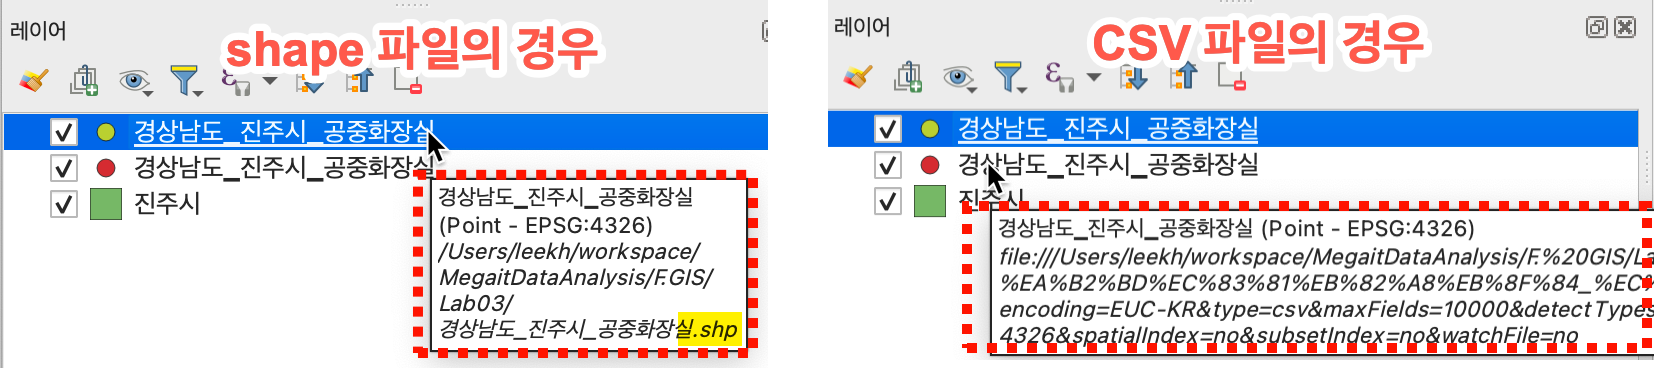 레이어
shape 파일의 경우
경상남도_진주시_공중화장실
경상남도_진주시_공중화장실
진주시
경상남도_진주시_공중화장실
(Point - EPSG:4326)
/Users/leekh/workspace/
MegaitDataAnalysis/F.GIS/
Lab03/
경상남도_진주시_공중화장실.shp
레이어
CSV 파일의 경우
경상남도_진주시_공중화장실
경상남도_진주시_공중화장실
진주시
경상남도_진주시_공중화장실 (Point - EPSG:4326)
file:///Users/leekh/workspace/MegaitDataAnalysis/F.%20GIS/La
%EA%B2%BD%EC%83%81%EB%82%A8%EB%8F%84_%EC%
encoding=EUC-KR&type=csv&maxFields=10000&detectTypes
4326&spatialIndex=no&subsetIndex=no&watchFile=no